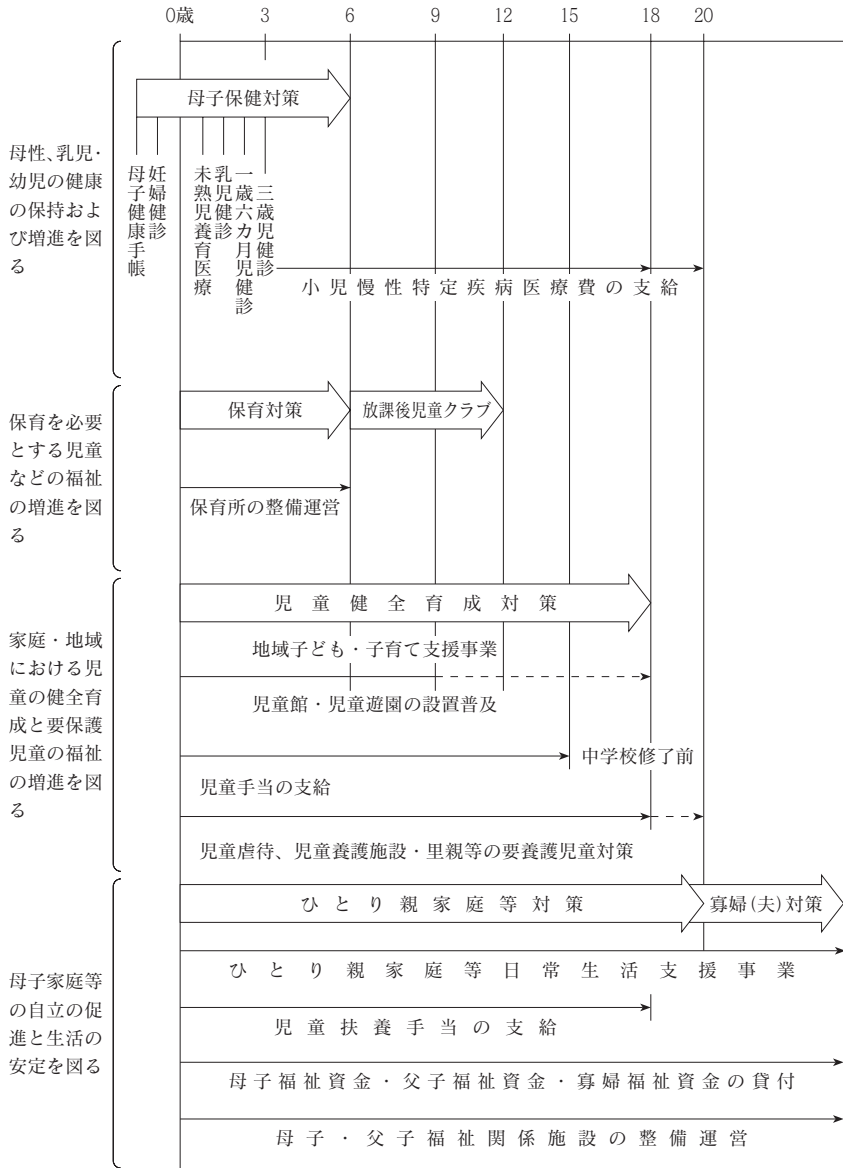 0歳 3 6 9 12 15 18 20
母性、乳児・
幼児の健康
の保持およ
び増進を図
る
母子保健対策
母子健康手帳
妊婦健診
未熟児養育医療
乳児健診
一歳六カ月児健診
三歳児健診
小児慢性特定疾病医療費の支給
保育を必要
とする児童
などの福祉
の増進を図
る
保育対策
放課後児童クラブ
保育所の整備運営
家庭・地域
における児
童の健全育
成と要保護
児童の福祉
の増進を図
る
児童健全育成対策
地域子ども・子育て支援事業
児童館・児童遊園の設置普及
中学校修了前
児童手当の支給
児童虐待、児童養護施設・里親等の要養護児童対策
母子家庭等
の自立の促
進と生活の
安定を図る
ひとり親家庭等対策
寡婦(夫)対策
ひとり親家庭等日常生活支援事業
児童扶養手当の支給
母子福祉資金・父子福祉資金・寡婦福祉資金の貸付
母子・父子福祉関係施設の整備運営